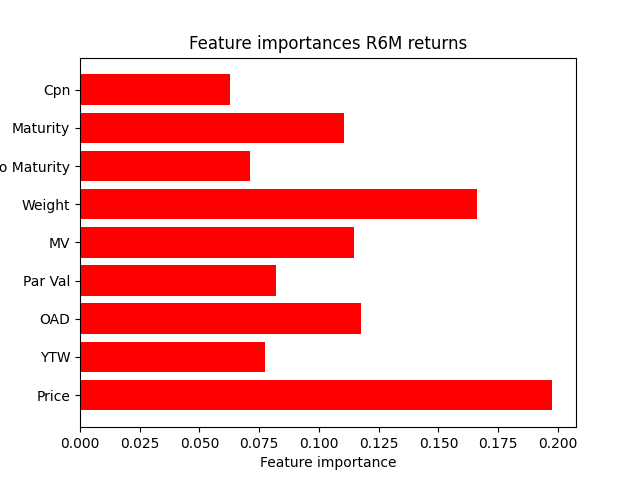 Feature importances R6M returns
Cpn
Maturity
o Maturity
Weight
MV
Par Val
OAD
YTW
Price
0.000 0.025 0.050 0.075 0.100 0.125 0.150 0.175 0.200
Feature importance